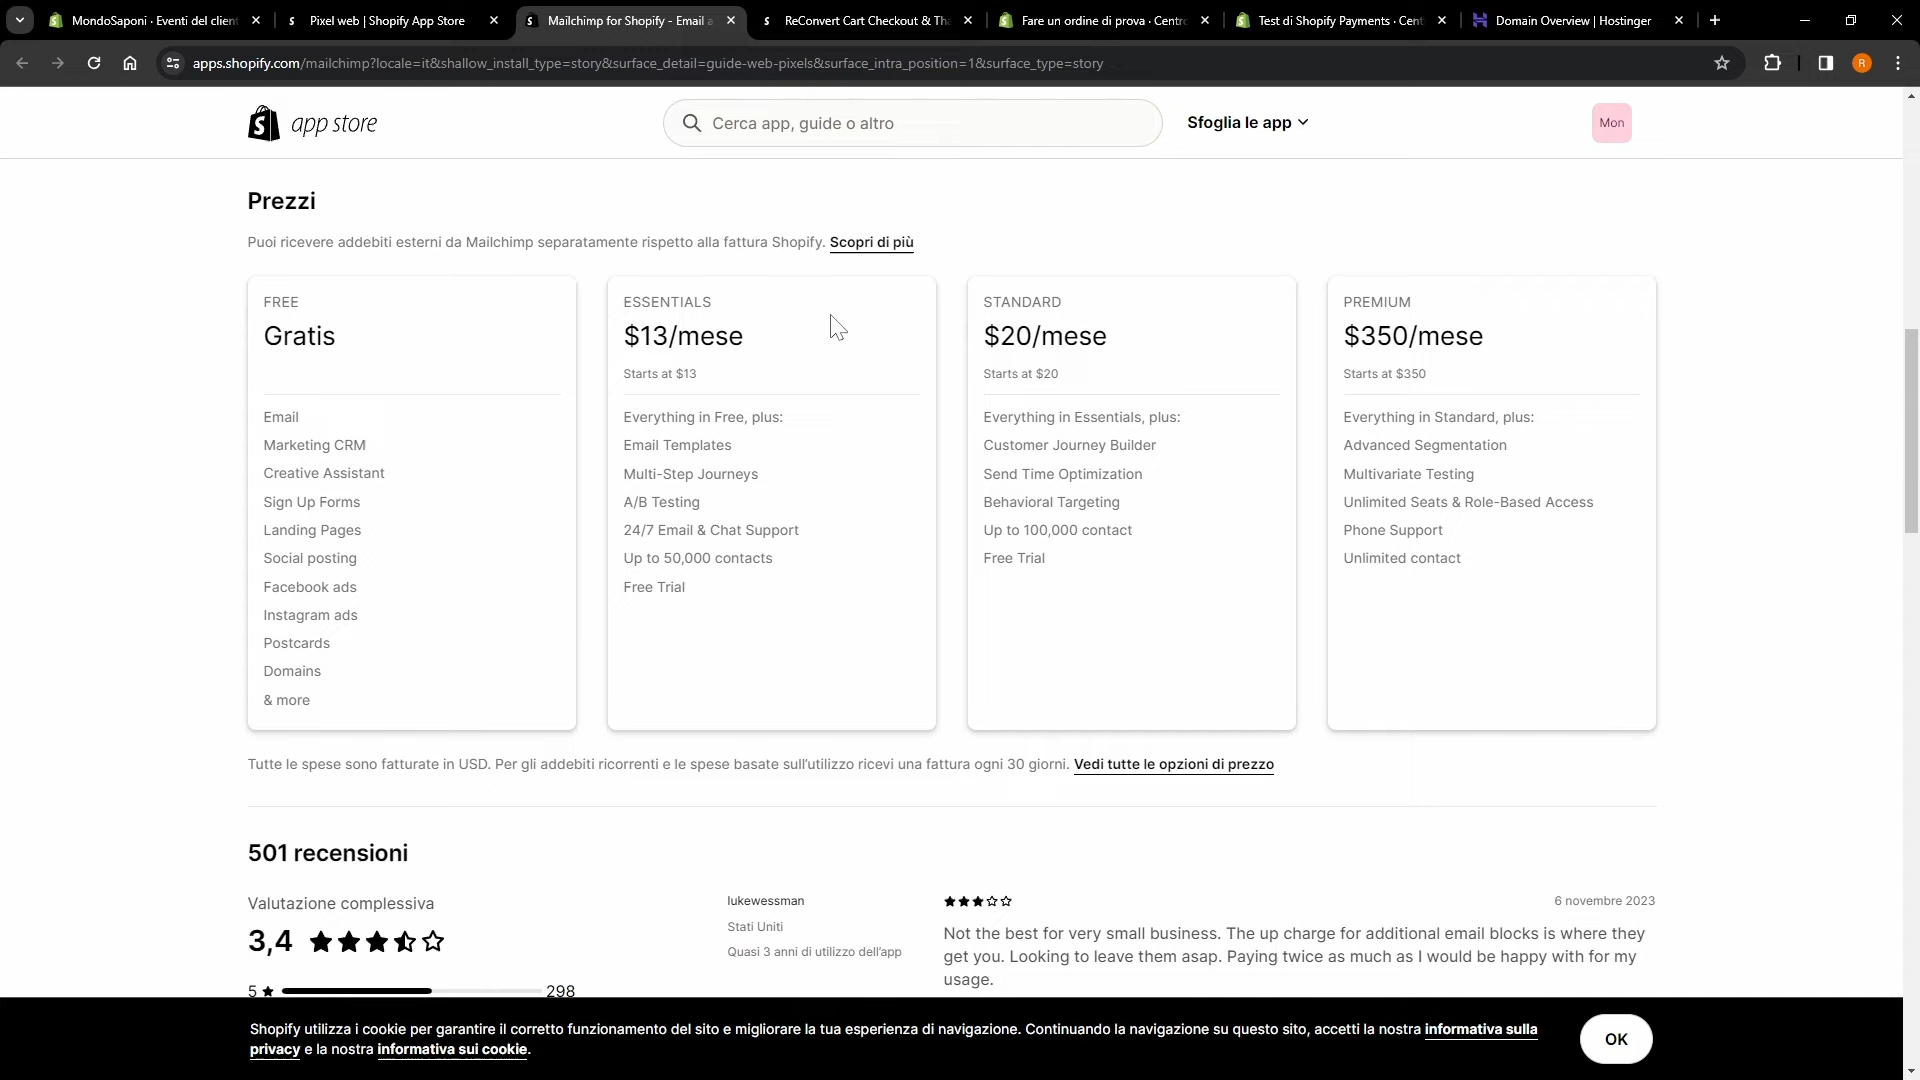 MondoSaponi · Eventi del client
Pixel web | Shopify App Store
Mailchimp for Shopify - Email a
ReConvert Cart Checkout & Tha
Fare un ordine di prova · Centro
Test di Shopify Payments · Cent
Domain Overview | Hostinger
apps.shopify.com/mailchimp?locale=it&shallow_install_type=story&surface_detail=guide-web-pixels&surface_intra_position=1&surface_type=story
R
app store
Cerca app, guide o altro
Sfoglia le app
Mon
Prezzi
Puoi ricevere addebiti esterni da Mailchimp separatamente rispetto alla fattura Shopify. Scopri di più
FREE
Gratis
Email
Marketing CRM
Creative Assistant
Sign Up Forms
Landing Pages
Social posting
Facebook ads
Instagram ads
Postcards
Domains
& more
ESSENTIALS
$13/mese
Starts at $13
Everything in Free, plus:
Email Templates
Multi-Step Journeys
A/B Testing
24/7 Email & Chat Support
Up to 50,000 contacts
Free Trial
STANDARD
$20/mese
Starts at $20
Everything in Essentials, plus:
Customer Journey Builder
Send Time Optimization
Behavioral Targeting
Up to 100,000 contact
Free Trial
PREMIUM
$350/mese
Starts at $350
Everything in Standard, plus:
Advanced Segmentation
Multivariate Testing
Unlimited Seats & Role-Based Access
Phone Support
Unlimited contact
Tutte le spese sono fatturate in USD. Per gli addebiti ricorrenti e le spese basate sull'utilizzo ricevi una fattura ogni 30 giorni. Vedi tutte le opzioni di prezzo
501 recensioni
Valutazione complessiva
3,4
5 ★ 298
lukewessman
Stati Uniti
Quasi 3 anni di utilizzo dell'app
6 novembre 2023
Not the best for very small business. The up charge for additional email blocks is where they
get you. Looking to leave them asap. Paying twice as much as I would be happy with for my
usage.
Shopify utilizza i cookie per garantire il corretto funzionamento del sito e migliorare la tua esperienza di navigazione. Continuando la navigazione su questo sito, accetti la nostra informativa sulla
privacy e la nostra informativa sui cookie.
OK